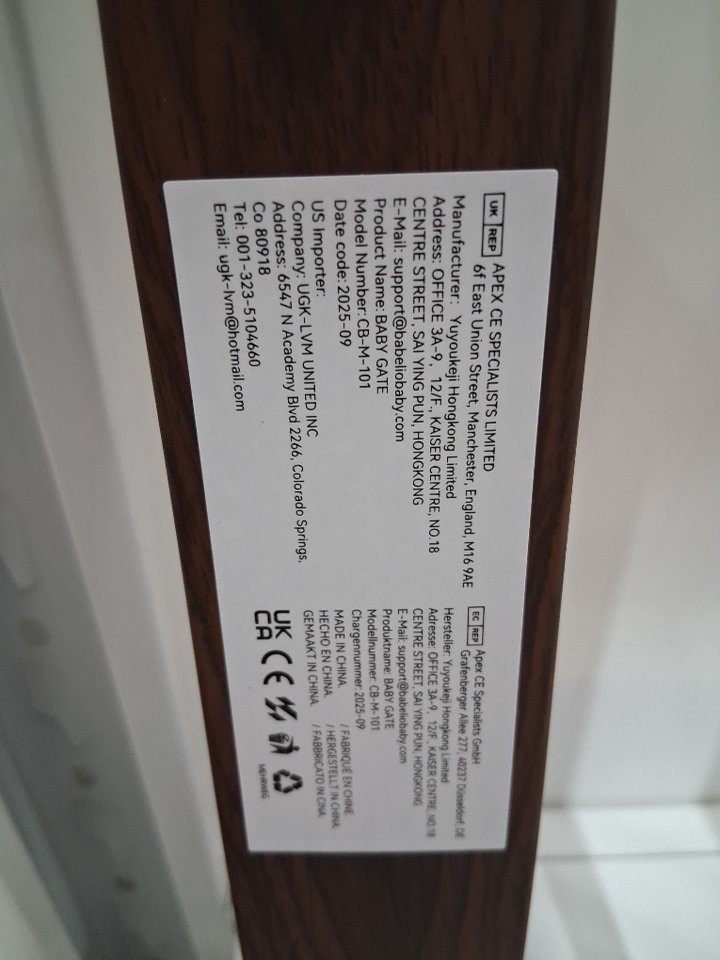 UK REP APEX CE SPECIALISTS LIMITED
6f East Union Street, Manchester, England, M16 9AE
Manufacturer: Yuyoukeji Hongkong Limited
Address: OFFICE 3A-9, 12/F., KAISER CENTRE, NO.18
CENTRE STREET, SAI YING PUN, HONGKONG
E-Mail: support@babeliobaby.com
Product Name: BABY GATE
Model Number: CB-M-101
Date code: 2025-09
US Importer:
Company: UGK-LVM UNITED INC
Address: 6547 N Academy Blvd 2266, Colorado Springs,
Co 80918
Tel: 001-323-5104660
Email: ugk-lvm@hotmail.com
EC REP Apex CE Specialists GmbH
Grafenberger Allee 277, 40237 Düsseldorf, DE
Hersteller: Yuyoukeji Hongkong Limited
Adresse: OFFICE 3A-9, 12/F., KAISER CENTRE, NO.18
CENTRE STREET, SAI YING PUN, HONGKONG
E-Mail: support@babeliobaby.com
Produktname: BABY GATE
Modellnummer: CB-M-101
Chargennummer: 2025-09
MADE IN CHINA. / FABRIQUÉ EN CHINE.
HECHO EN CHINA. / HERGESTELLT IN CHINA.
GEMAAKT IN CHINA. / FABBRICATO IN CINA.
UK
CA CE
MEHRWEG